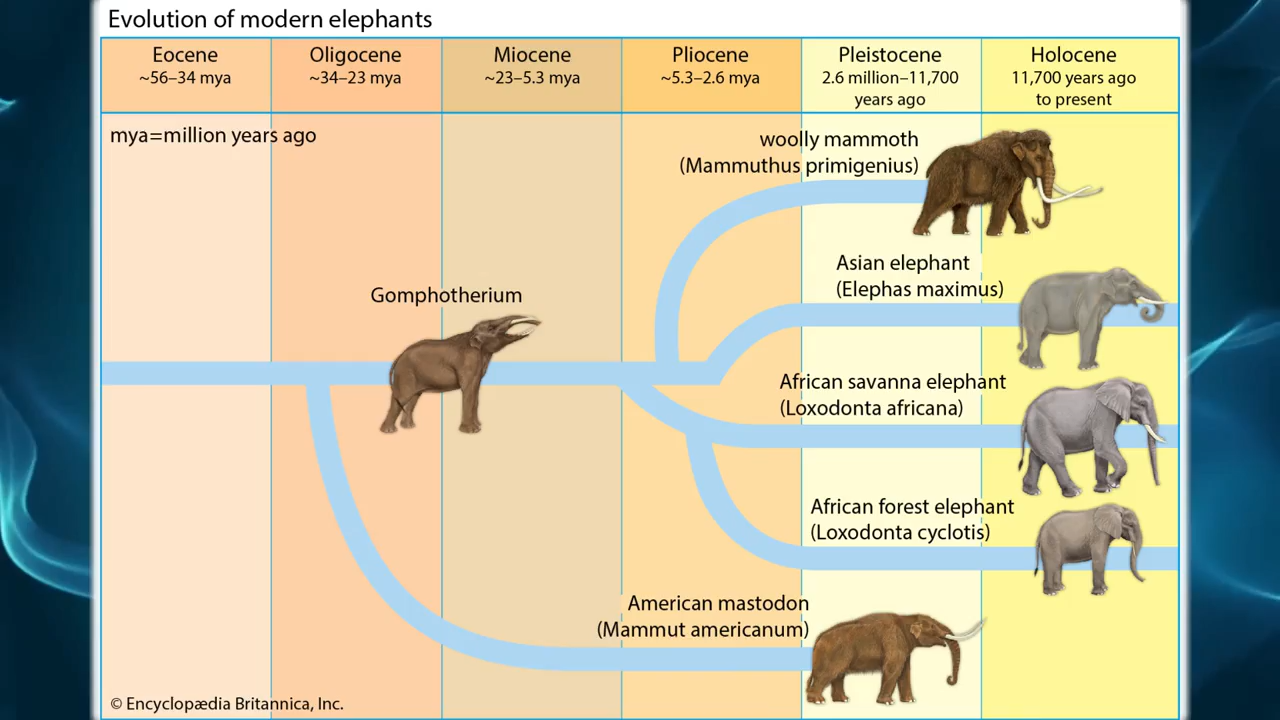 Evolution of modern elephants
Eocene
~56–34 mya
Oligocene
~34–23 mya
Miocene
~23–5.3 mya
Pliocene
~5.3–2.6 mya
Pleistocene
2.6 million–11,700
years ago
Holocene
11,700 years ago
to present
mya=million years ago
woolly mammoth
(Mammuthus primigenius)
Asian elephant
(Elephas maximus)
Gomphotherium
African savanna elephant
(Loxodonta africana)
African forest elephant
(Loxodonta cyclotis)
American mastodon
(Mammut americanum)
© Encyclopædia Britannica, Inc.